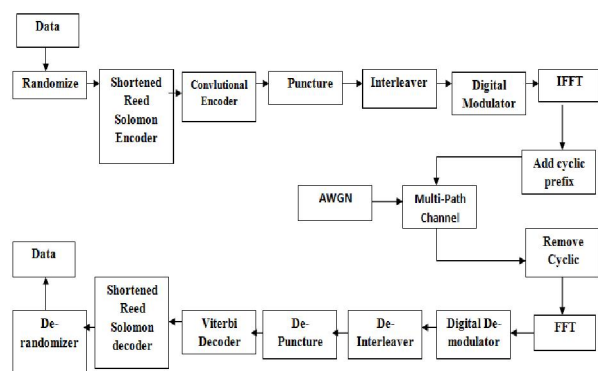 Data
Randomize
Shortened
Reed
Solomon
Encoder
Convlutional
Encoder
Puncture
Interleaver
Digital
Modulator
IFFT
Add cyclic
prefix
AWGN
Multi-Path
Channel
Remove
Cyclic
Data
De-
randomizer
Shortened
Reed
Solomon
decoder
Viterbi
Decoder
De-
Puncture
De-
Interleaver
Digital De-
modulator
FFT